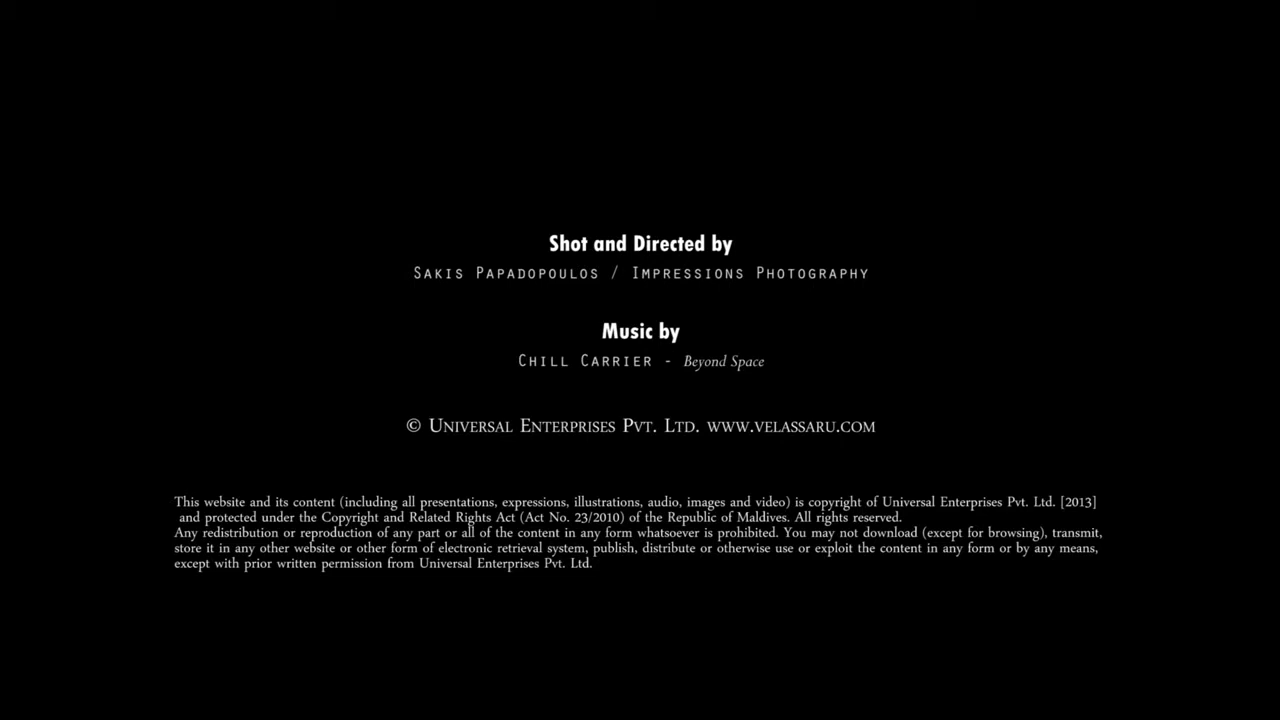 Shot and Directed by
Sakis Papadopoulos / Impressions Photography
Music by
Chill Carrier - Beyond Space
© Universal Enterprises Pvt. Ltd. www.velassaru.com
This website and its content (including all presentations, expressions, illustrations, audio, images and video) is copyright of Universal Enterprises Pvt. Ltd. [2013]
and protected under the Copyright and Related Rights Act (Act No. 23/2010) of the Republic of Maldives. All rights reserved.
Any redistribution or reproduction of any part or all of the content in any form whatsoever is prohibited. You may not download (except for browsing), transmit,
store it in any other website or other form of electronic retrieval system, publish, distribute or otherwise use or exploit the content in any form or by any means,
except with prior written permission from Universal Enterprises Pvt. Ltd.